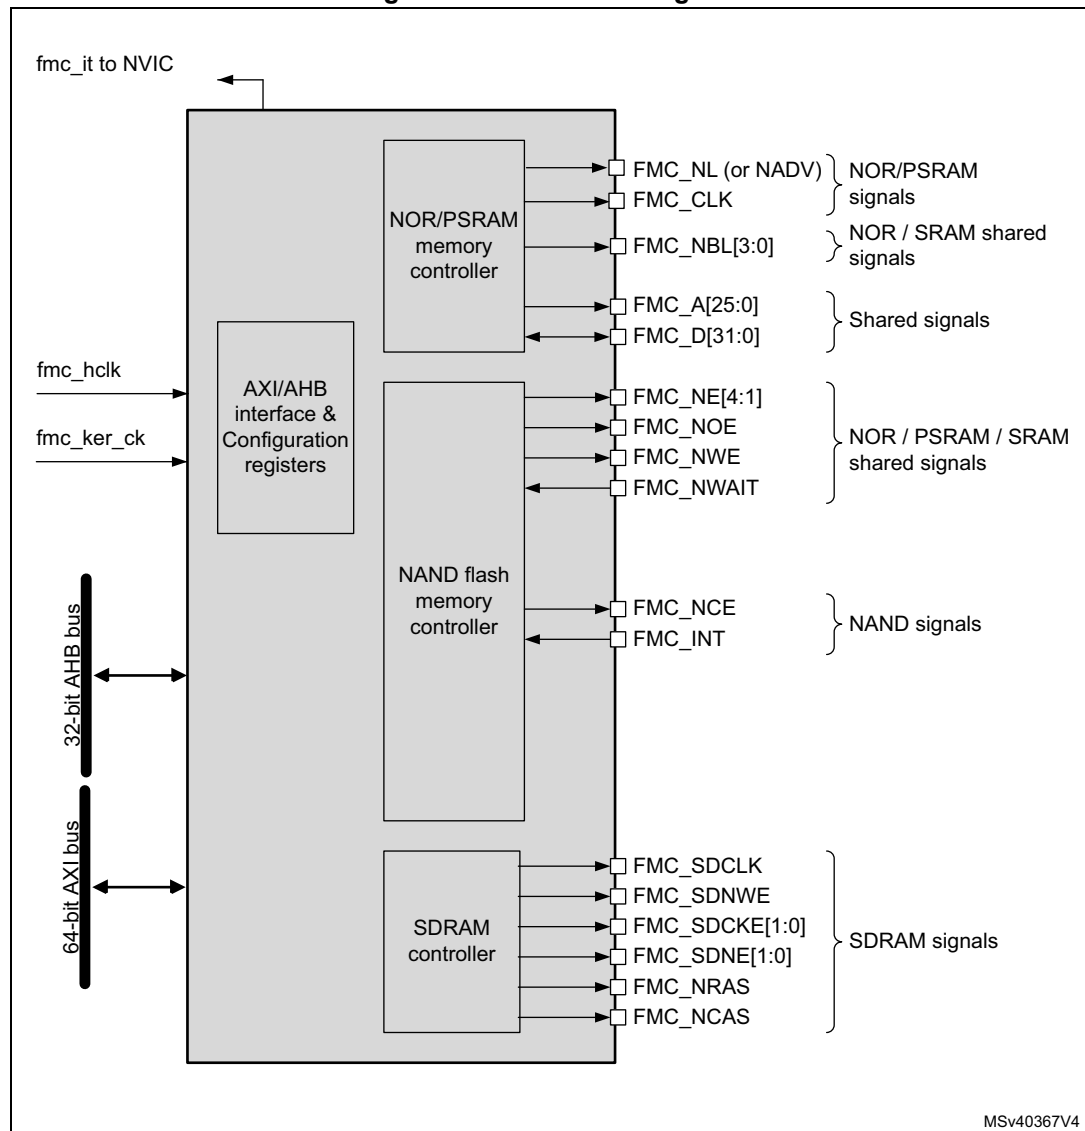 fmc_it to NVIC
NOR/PSRAM
memory
controller
FMC_NL (or NADV)
FMC_CLK
NOR/PSRAM
signals
FMC_NBL[3:0]
NOR / SRAM shared
signals
FMC_A[25:0]
FMC_D[31:0]
Shared signals
fmc_hclk
fmc_ker_ck
AXI/AHB
interface &
Configuration
registers
NAND flash
memory
controller
FMC_NE[4:1]
FMC_NOE
FMC_NWE
FMC_NWAIT
NOR / PSRAM / SRAM
shared signals
FMC_NCE
FMC_INT
NAND signals
32-bit AHB bus
64-bit AXI bus
SDRAM
controller
FMC_SDCLK
FMC_SDNWE
FMC_SDCKE[1:0]
FMC_SDNE[1:0]
FMC_NRAS
FMC_NCAS
SDRAM signals
MSv40367V4